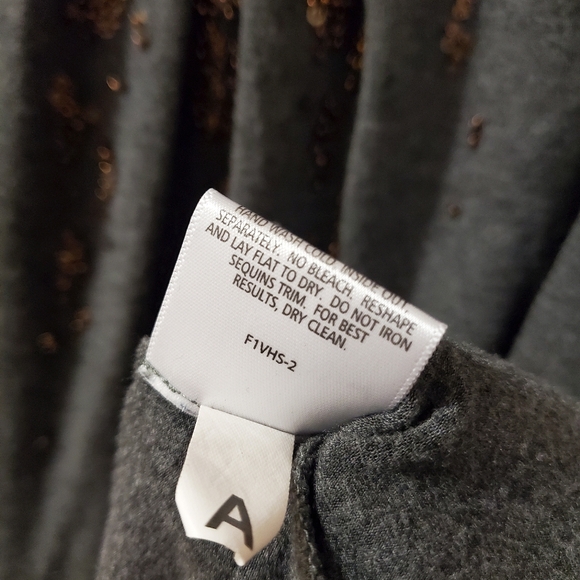 HAND WASH COLD. INSIDE OUT.
SEPARATELY. NO BLEACH. RESHAPE
AND LAY FLAT TO DRY. DO NOT IRON
SEQUINS TRIM. FOR BEST
RESULTS, DRY CLEAN.
F1VHS-2
A